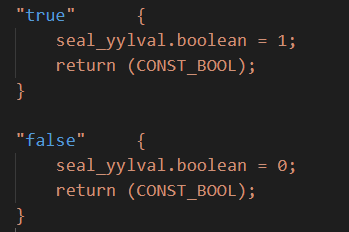 "true"      {
    seal_yylval.boolean = 1;
    return (CONST_BOOL);
}
"false"     {
    seal_yylval.boolean = 0;
    return (CONST_BOOL);
}